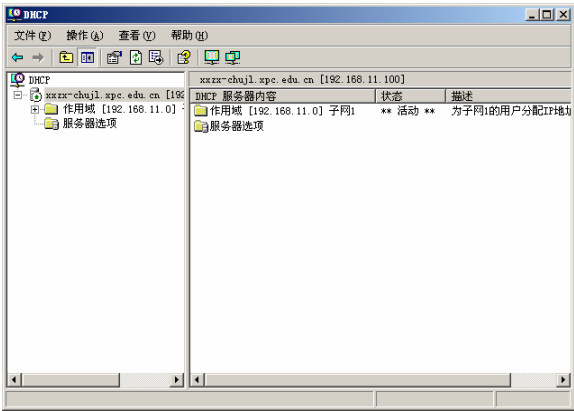 DHCP
文件(F) 操作(A) 查看(V) 帮助(H)
DHCP
xxzx-chujl.xpc.edu.cn [192
作用域 [192.168.11.0]
服务器选项
xxzx-chujl.xpc.edu.cn [192.168.11.100]
DHCP 服务器内容 状态 描述
作用域 [192.168.11.0] 子网1 ** 活动 ** 为子网1的用户分配IP地址
服务器选项